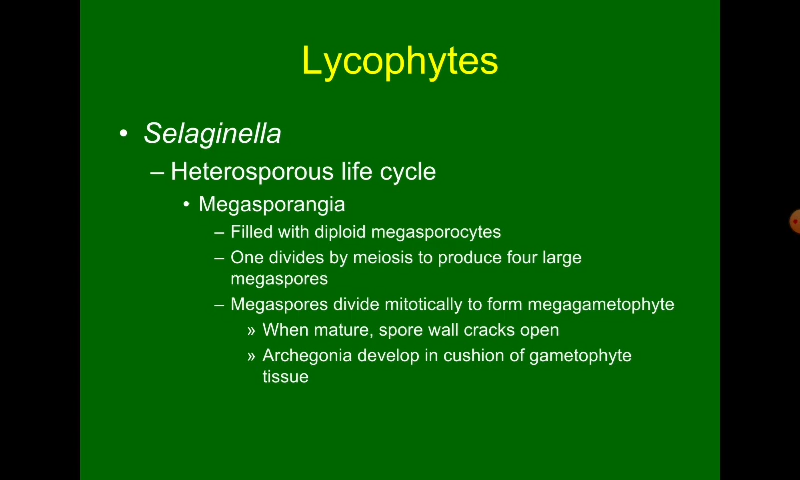 Lycophytes
• Selaginella
– Heterosporous life cycle
• Megasporangia
– Filled with diploid megasporocytes
– One divides by meiosis to produce four large
megaspores
– Megaspores divide mitotically to form megagametophyte
» When mature, spore wall cracks open
» Archegonia develop in cushion of gametophyte
tissue